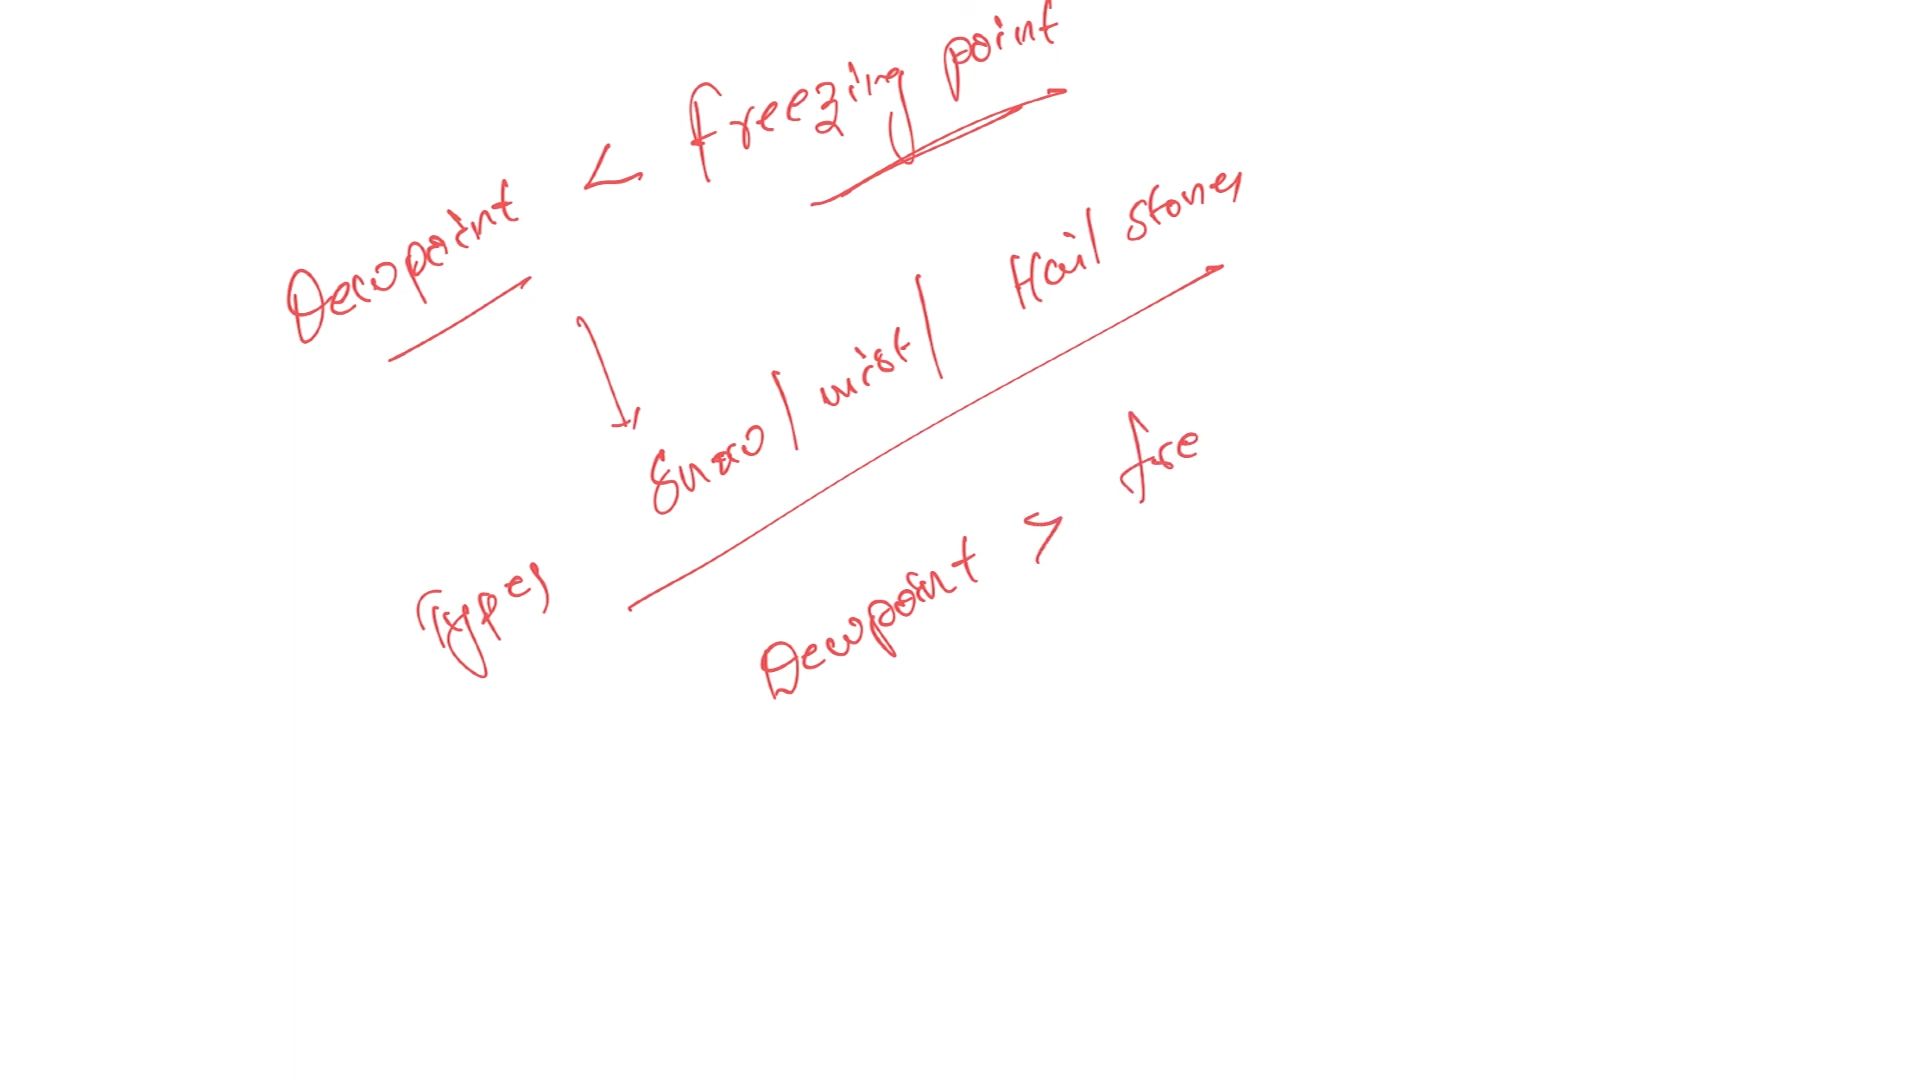 Dewpoint < freezing point
Snow / mist / Hail stones
Types
Dewpoint > fre